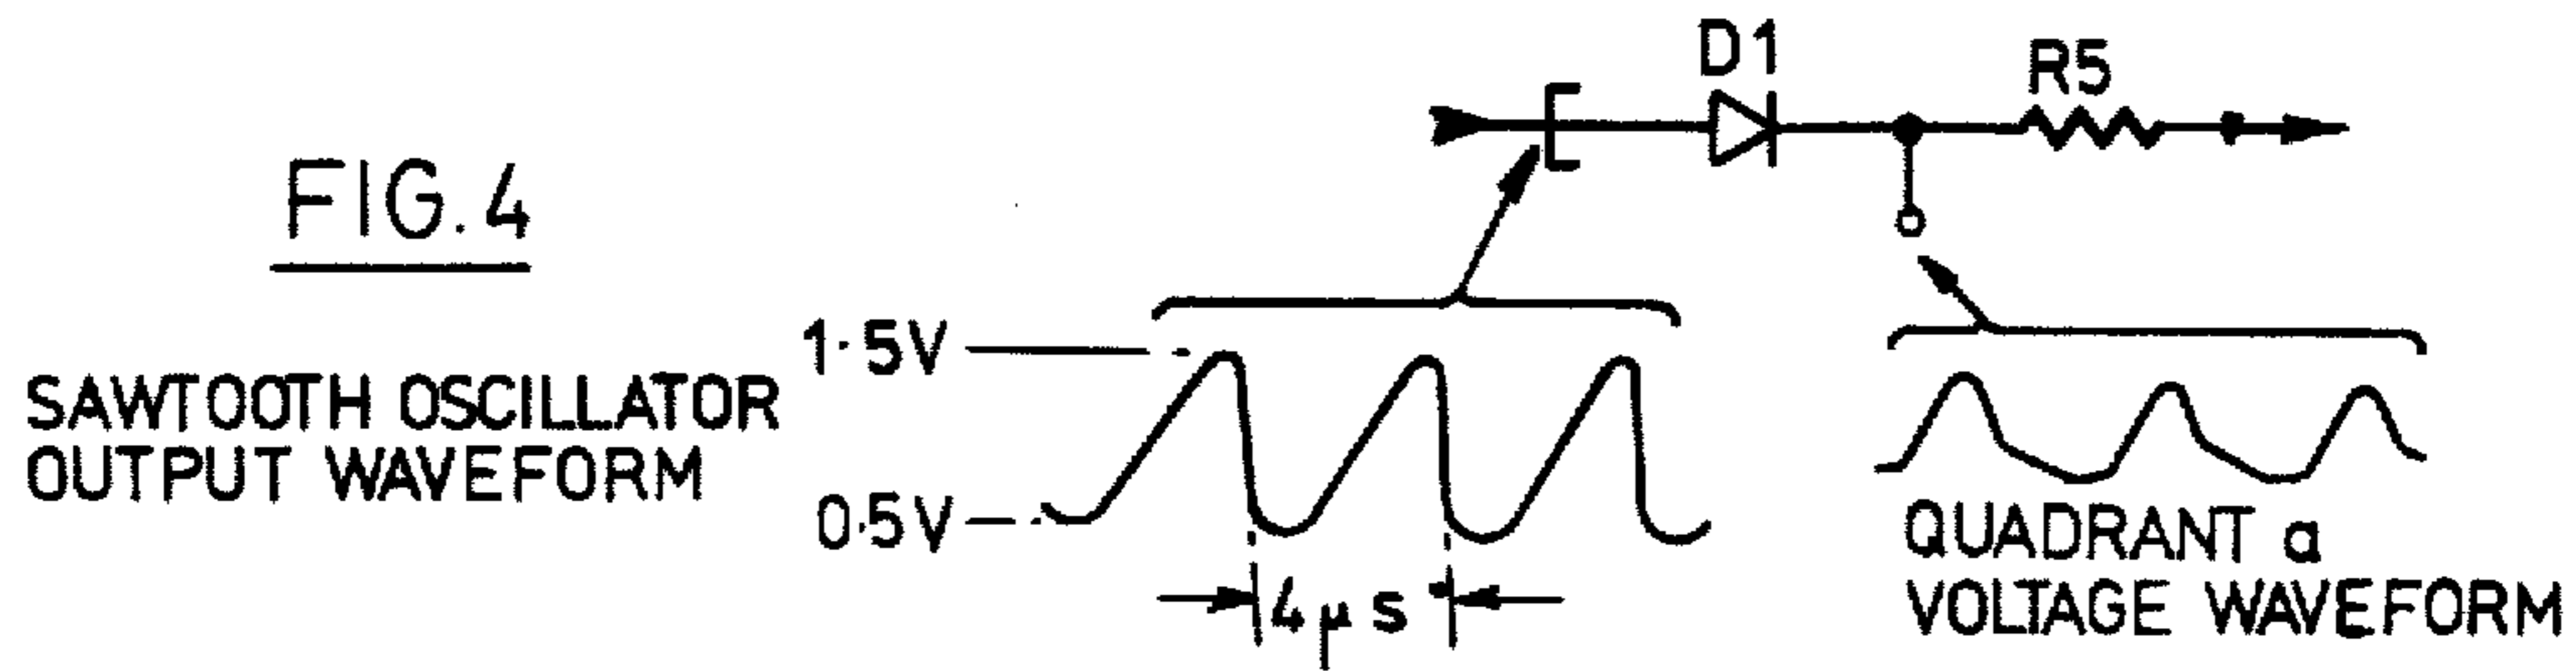 D1
R5
FIG. 4
SAWTOOTH OSCILLATOR
OUTPUT WAVEFORM
1·5V
0·5V
4μs
QUADRANT a
VOLTAGE WAVEFORM